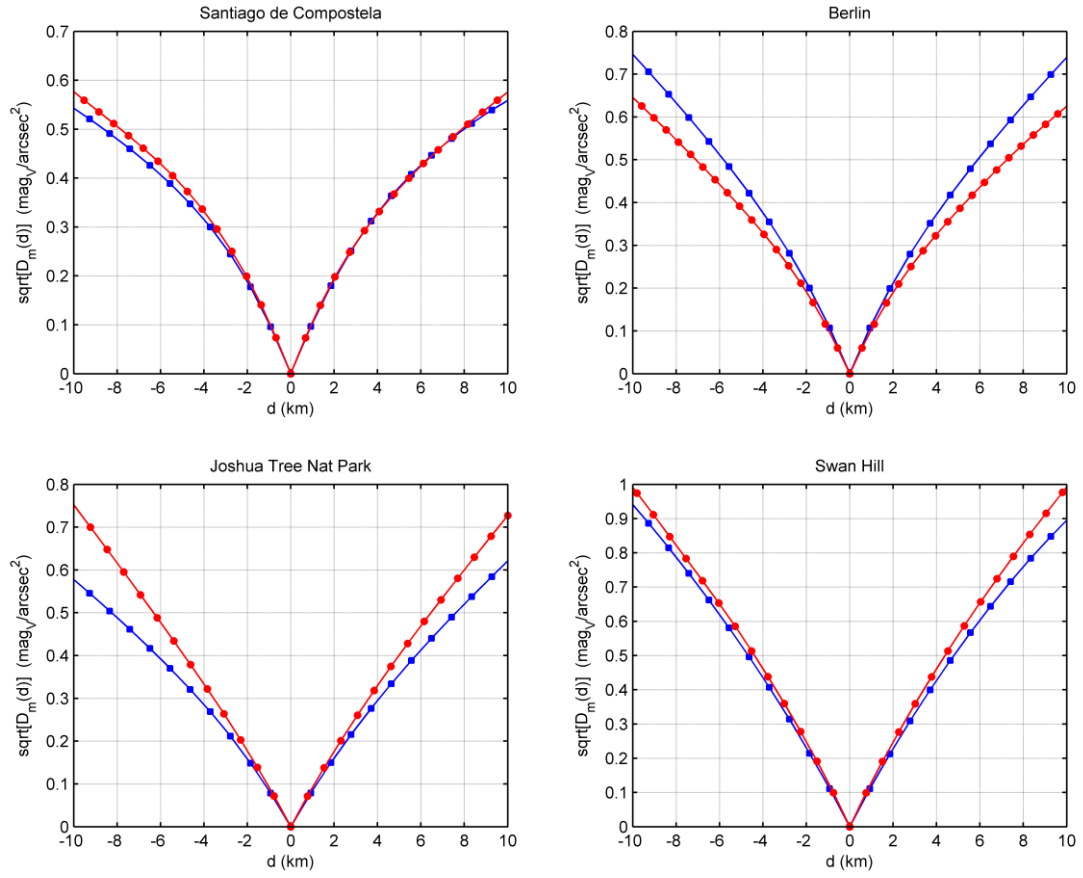 Santiago de Compostela
0.7
0.6
0.5
0.4
0.3
0.2
0.1
0
sqrt[D_m(d)] (mag_V/arcsec^2)
-10 -8 -6 -4 -2 0 2 4 6 8 10
d (km)
Berlin
0.8
0.7
0.6
0.5
0.4
0.3
0.2
0.1
0
sqrt[D_m(d)] (mag_V/arcsec^2)
-10 -8 -6 -4 -2 0 2 4 6 8 10
d (km)
Joshua Tree Nat Park
0.8
0.7
0.6
0.5
0.4
0.3
0.2
0.1
0
sqrt[D_m(d)] (mag_V/arcsec^2)
-10 -8 -6 -4 -2 0 2 4 6 8 10
d (km)
Swan Hill
1
0.9
0.8
0.7
0.6
0.5
0.4
0.3
0.2
0.1
0
sqrt[D_m(d)] (mag_V/arcsec^2)
-10 -8 -6 -4 -2 0 2 4 6 8 10
d (km)